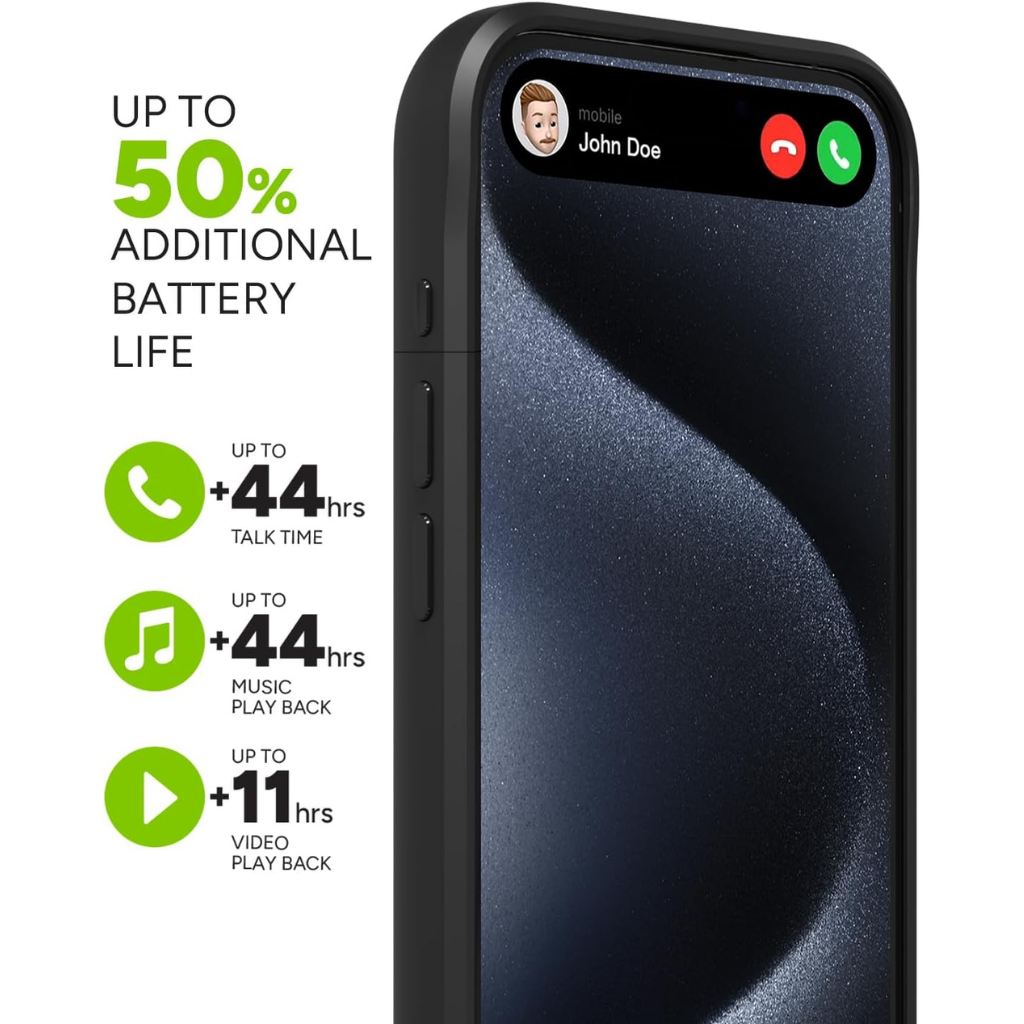 UP TO
50%
ADDITIONAL
BATTERY
LIFE
UP TO
+44hrs
TALK TIME
UP TO
+44hrs
MUSIC
PLAY BACK
UP TO
+11hrs
VIDEO
PLAY BACK
mobile
John Doe